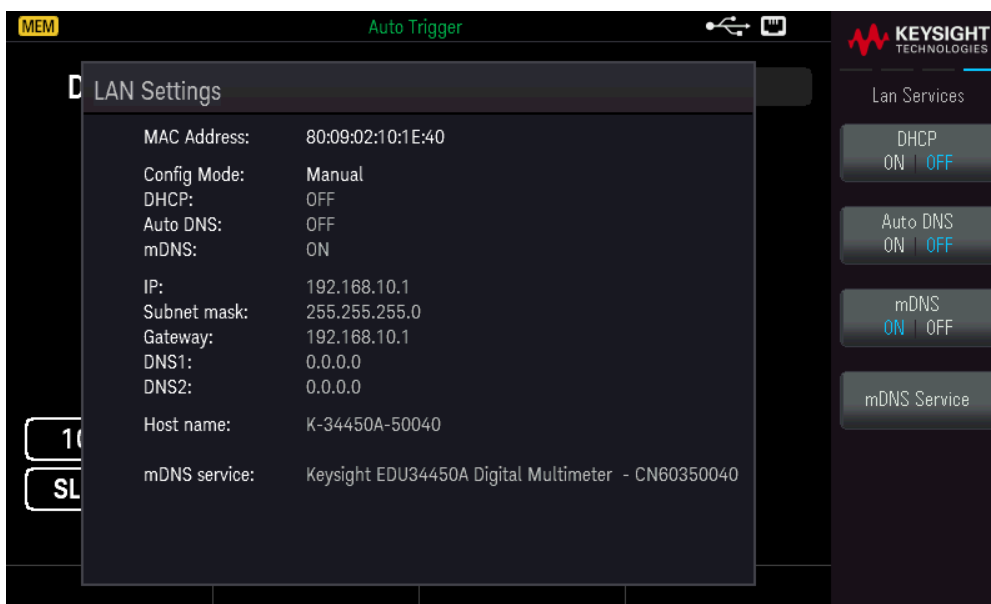 MEM Auto Trigger
KEYSIGHT
TECHNOLOGIES
D
LAN Settings
MAC Address: 80:09:02:10:1E:40
Config Mode: Manual
DHCP: OFF
Auto DNS: OFF
mDNS: ON
IP: 192.168.10.1
Subnet mask: 255.255.255.0
Gateway: 192.168.10.1
DNS1: 0.0.0.0
DNS2: 0.0.0.0
Host name: K-34450A-50040
mDNS service: Keysight EDU34450A Digital Multimeter - CN60350040
10
SL
Lan Services
DHCP
ON | OFF
Auto DNS
ON | OFF
mDNS
ON | OFF
mDNS Service